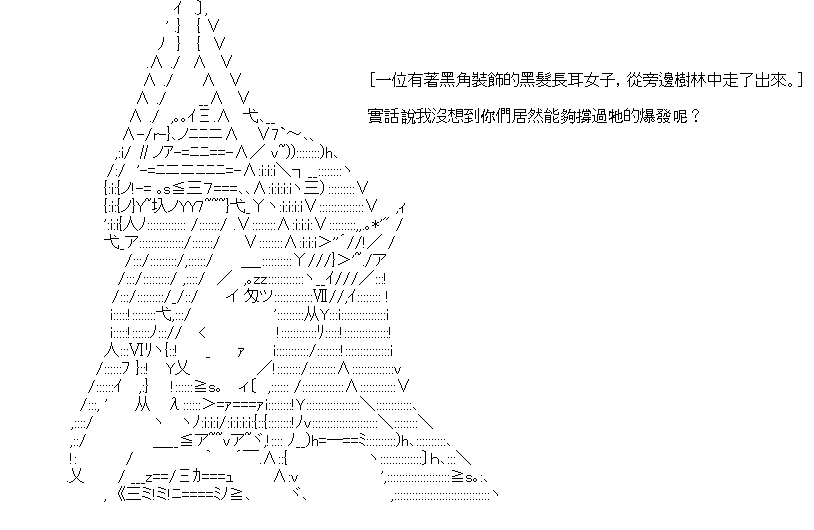 [一位有著黑角裝飾的黑髮長耳女子，從旁邊樹林中走了出來。]
實話說我沒想到你們居然能夠撐過牠的爆發呢？